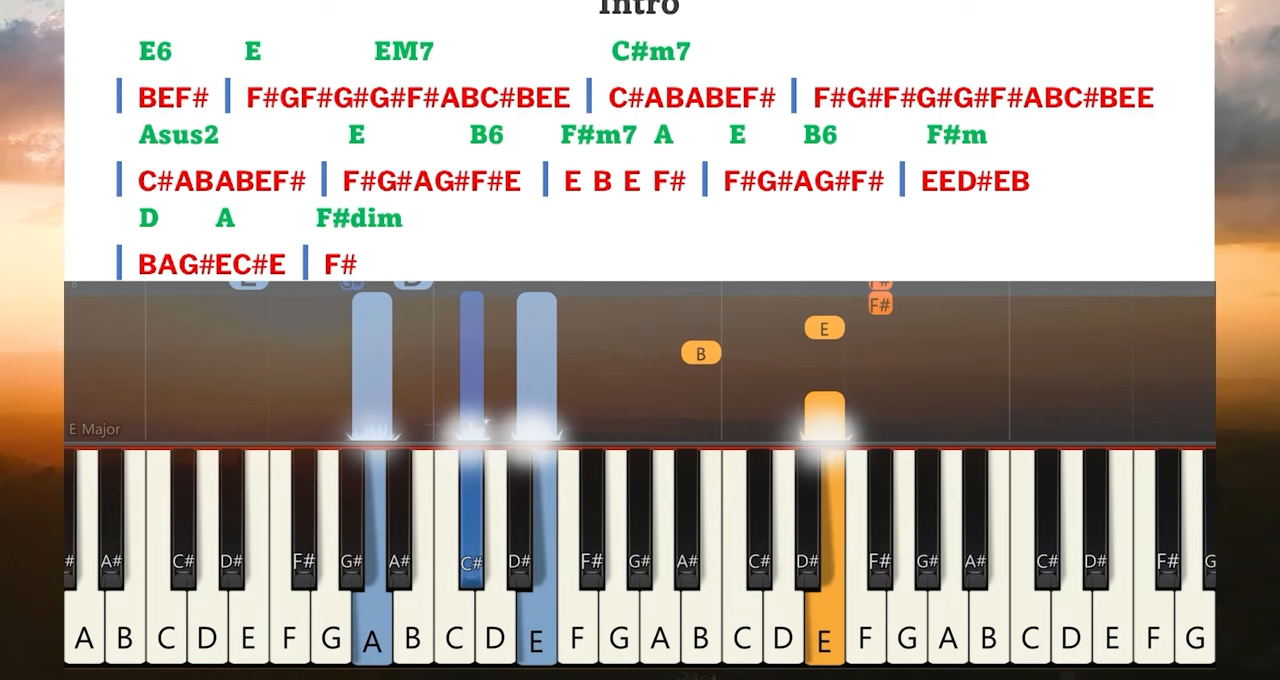 Intro
E6 E EM7 C#m7
| BEF# | F#GF#G#G#F#ABC#BEE | C#ABABEF# | F#G#F#G#G#F#ABC#BEE
Asus2 E B6 F#m7 A E B6 F#m
| C#ABABEF# | F#G#AG#F#E | E B E F# | F#G#AG#F# | EED#EB
D A F#dim
| BAG#EC#E | F#
F#
F#
E
B
E Major
# A# C# D# F# G# A# C# D# F# G# A# C# D# F# G# A# C# D# F# G
A B C D E F G A B C D E F G A B C D E F G A B C D E F G